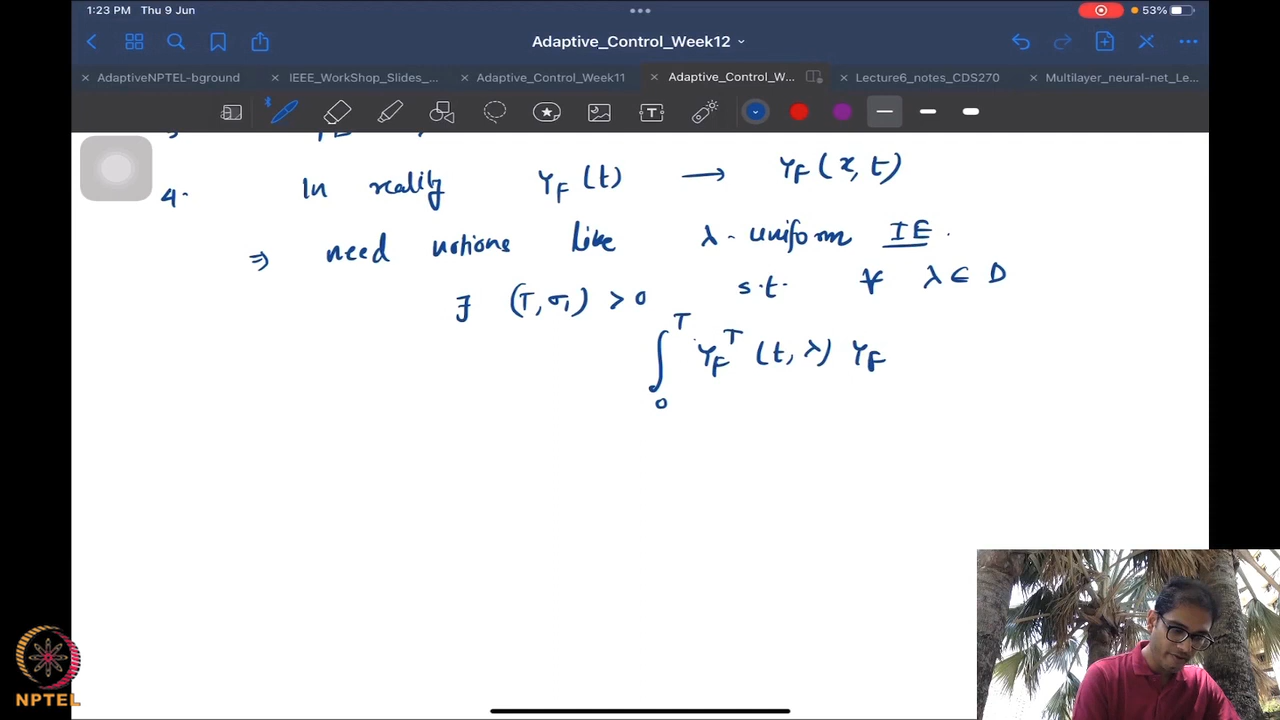 1:23 PM Thu 9 Jun
53%
Adaptive_Control_Week12
AdaptiveNPTEL-bground
IEEE_WorkShop_Slides_...
Adaptive_Control_Week11
Adaptive_Control_W...
Lecture6_notes_CDS270
Multilayer_neural-net_Le...
4. In reality Y_F (t) → Y_F (x, t)
⇒ need notions like λ-uniform IE.
∃ (T, σ₁) > 0 s.t. ∀ λ ∈ D
∫₀ᵀ Y_Fᵀ (t, λ) Y_F
NPTEL